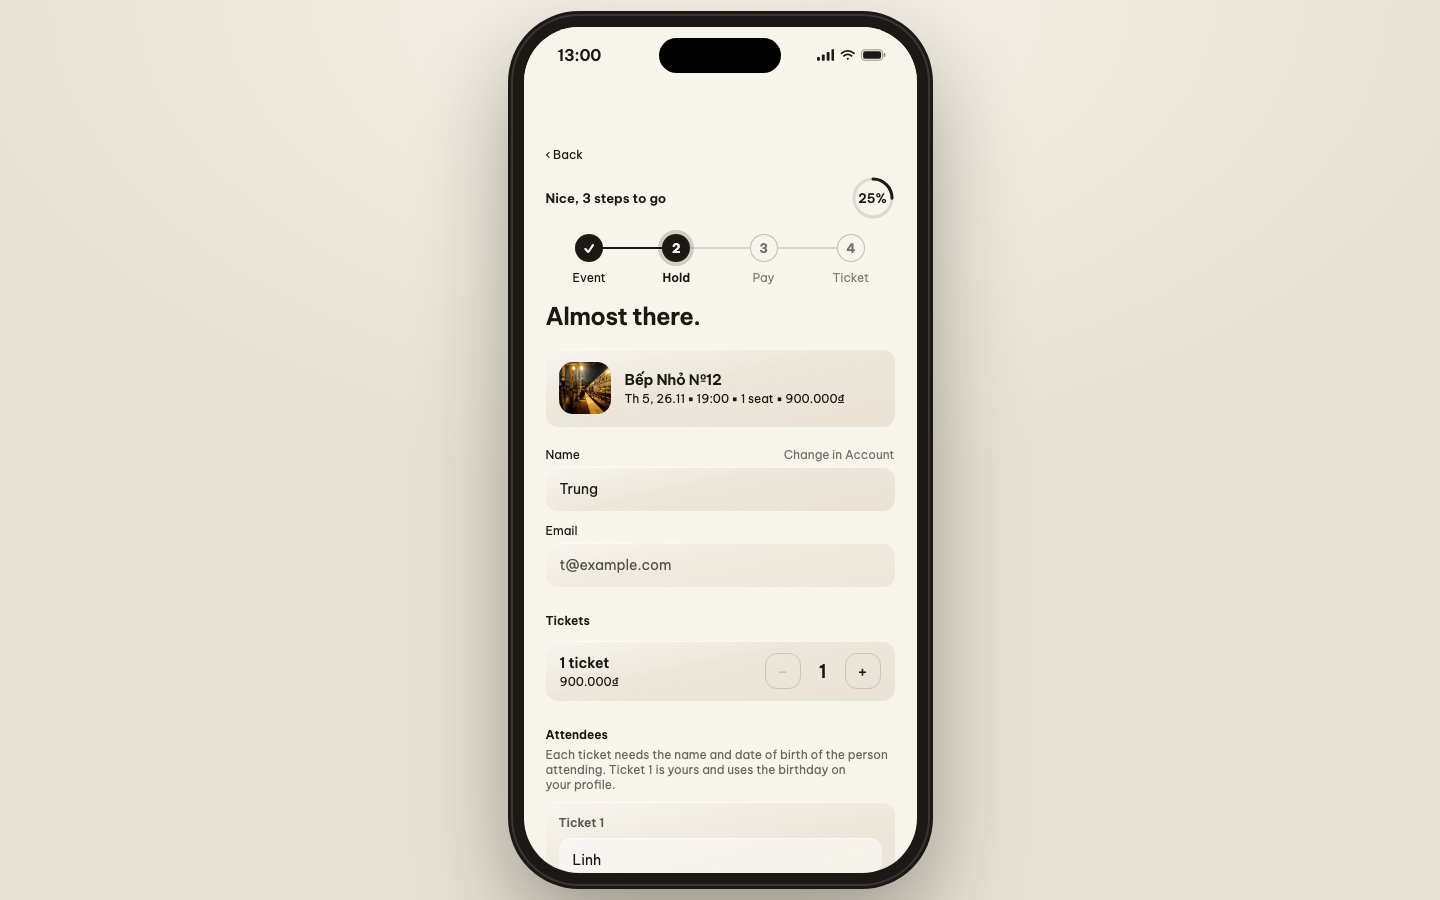 13:00
‹ Back
Nice, 3 steps to go
25%
2
3
4
Event
Hold
Pay
Ticket
Almost there.
Bếp Nhỏ №12
Th 5, 26.11 ▪ 19:00 ▪ 1 seat ▪ 900.000₫
Name
Change in Account
Trung
Email
t@example.com
Tickets
1 ticket
900.000₫
−
1
+
Attendees
Each ticket needs the name and date of birth of the person
attending. Ticket 1 is yours and uses the birthday on
your profile.
Ticket 1
Linh